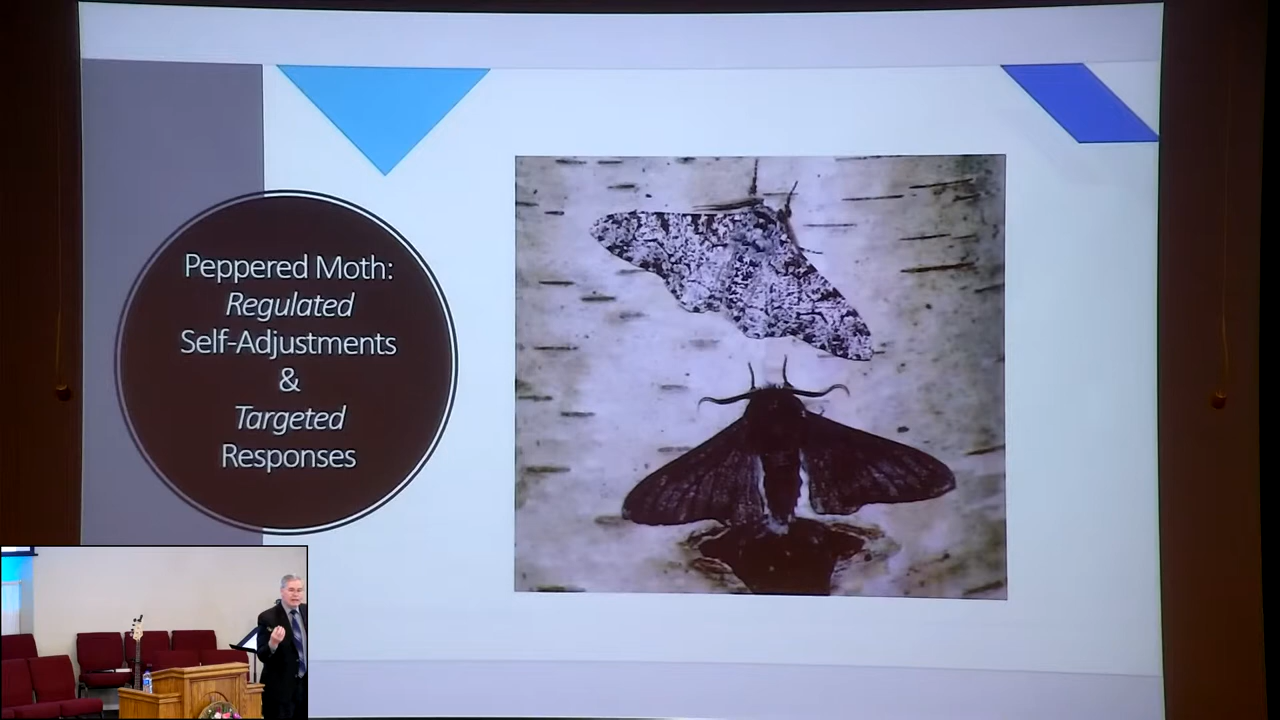 Peppered Moth:
Regulated
Self-Adjustments
&
Targeted
Responses